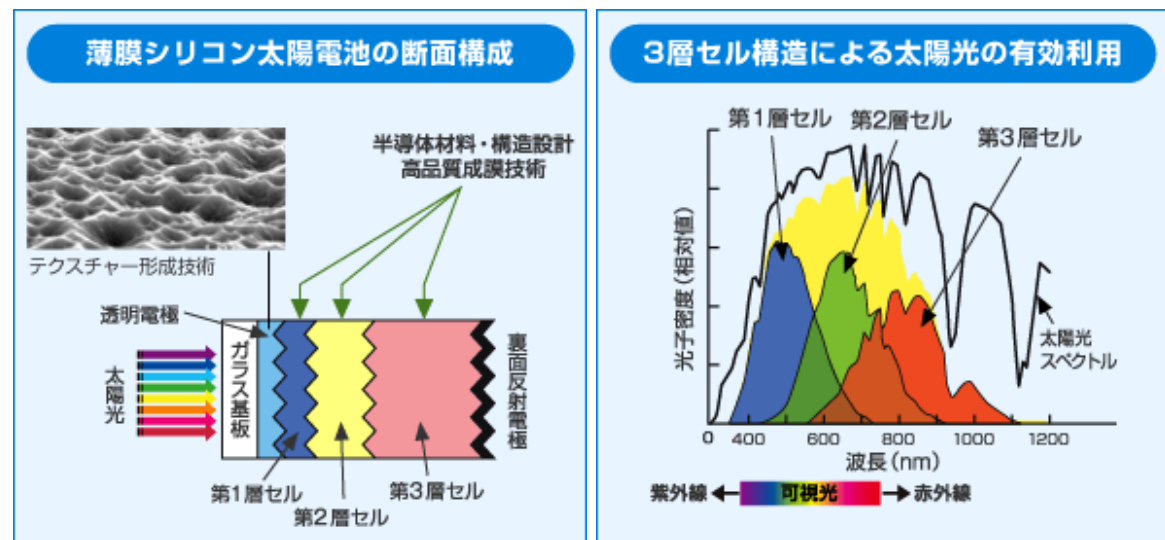 薄膜シリコン太陽電池の断面構成
半導体材料・構造設計
高品質成膜技術
テクスチャー形成技術
透明電極
太陽光
ガラス基板
裏面反射電極
第1層セル
第2層セル
第3層セル
3層セル構造による太陽光の有効利用
第1層セル
第2層セル
第3層セル
光子密度(相対値)
太陽光
スペクトル
0 400 600 800 1000 1200
波長(nm)
紫外線 可視光 赤外線